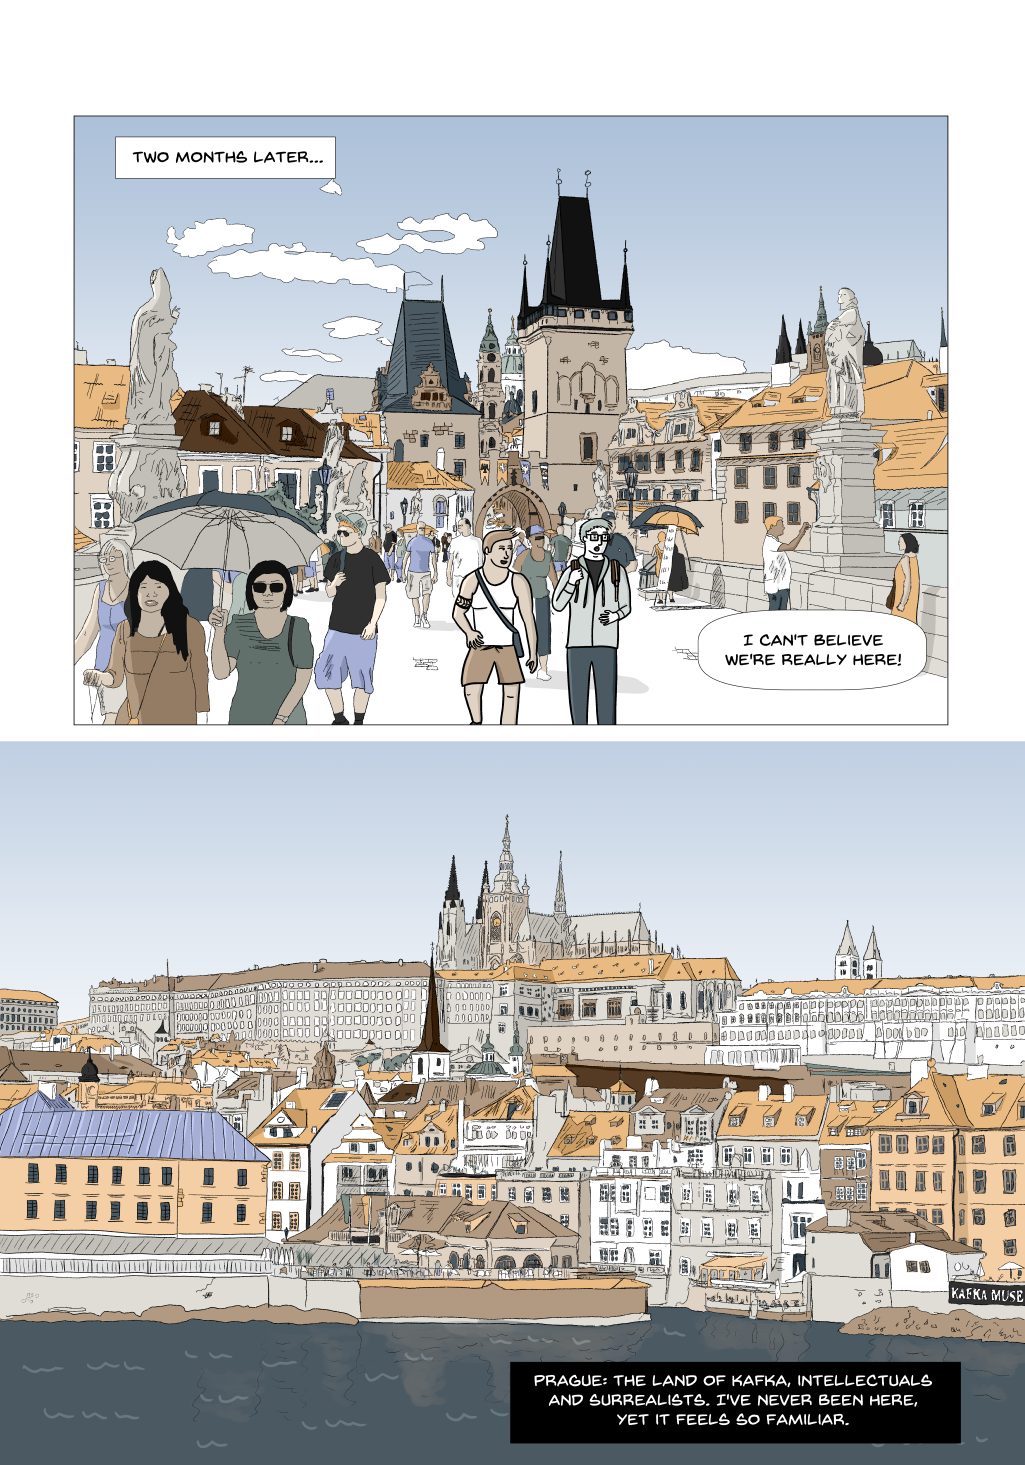 TWO MONTHS LATER...
I CAN'T BELIEVE
WE'RE REALLY HERE!
KAFKA MUSE
PRAGUE: THE LAND OF KAFKA, INTELLECTUALS
AND SURREALISTS. I'VE NEVER BEEN HERE,
YET IT FEELS SO FAMILIAR.